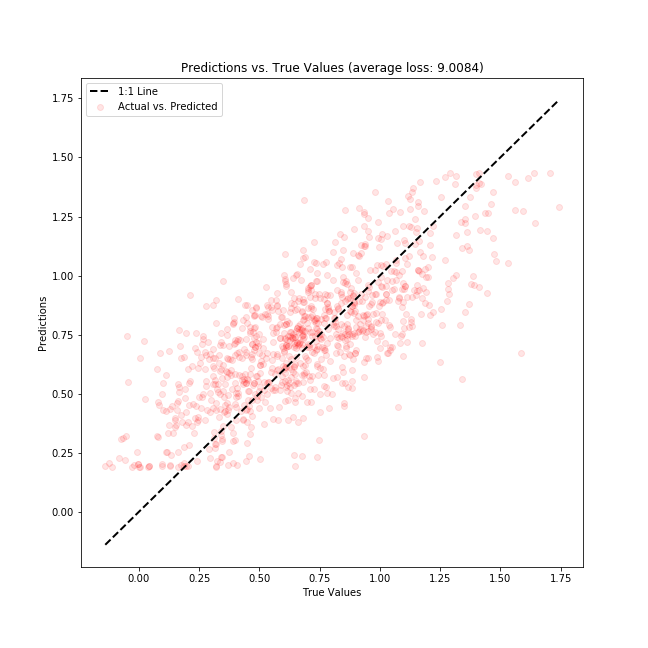 Predictions vs. True Values (average loss: 9.0084)
1:1 Line
Actual vs. Predicted
1.75
1.50
1.25
1.00
0.75
0.50
0.25
0.00
Predictions
0.00 0.25 0.50 0.75 1.00 1.25 1.50 1.75
True Values